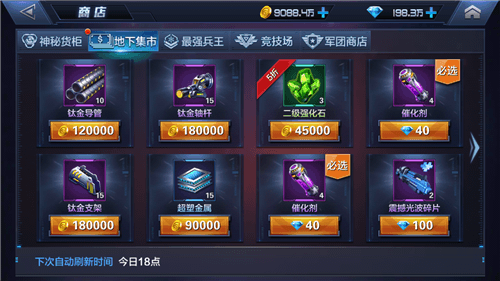 商店
9088.4万
198.3万
神秘货柜
地下集市
最强兵王
竞技场
军团商店
10
钛金导管
120000
15
钛金轴杆
180000
5折
3
二级强化石
45000
必选
4
催化剂
40
15
钛金支架
180000
15
超塑金属
90000
必选
4
催化剂
40
15
震撼光波碎片
100
下次自动刷新时间 今日18点